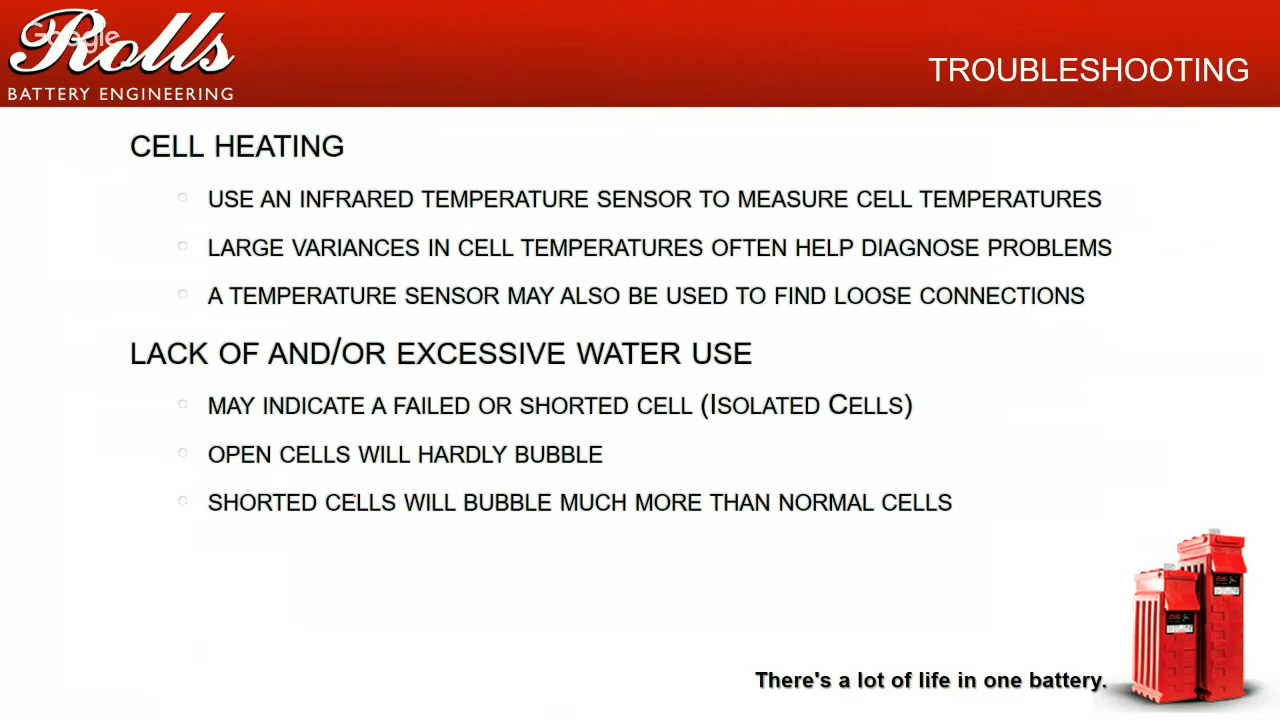 Google
Rolls
BATTERY ENGINEERING
TROUBLESHOOTING
CELL HEATING
USE AN INFRARED TEMPERATURE SENSOR TO MEASURE CELL TEMPERATURES
LARGE VARIANCES IN CELL TEMPERATURES OFTEN HELP DIAGNOSE PROBLEMS
A TEMPERATURE SENSOR MAY ALSO BE USED TO FIND LOOSE CONNECTIONS
LACK OF AND/OR EXCESSIVE WATER USE
MAY INDICATE A FAILED OR SHORTED CELL (ISOLATED CELLS)
OPEN CELLS WILL HARDLY BUBBLE
SHORTED CELLS WILL BUBBLE MUCH MORE THAN NORMAL CELLS
There's a lot of life in one battery.